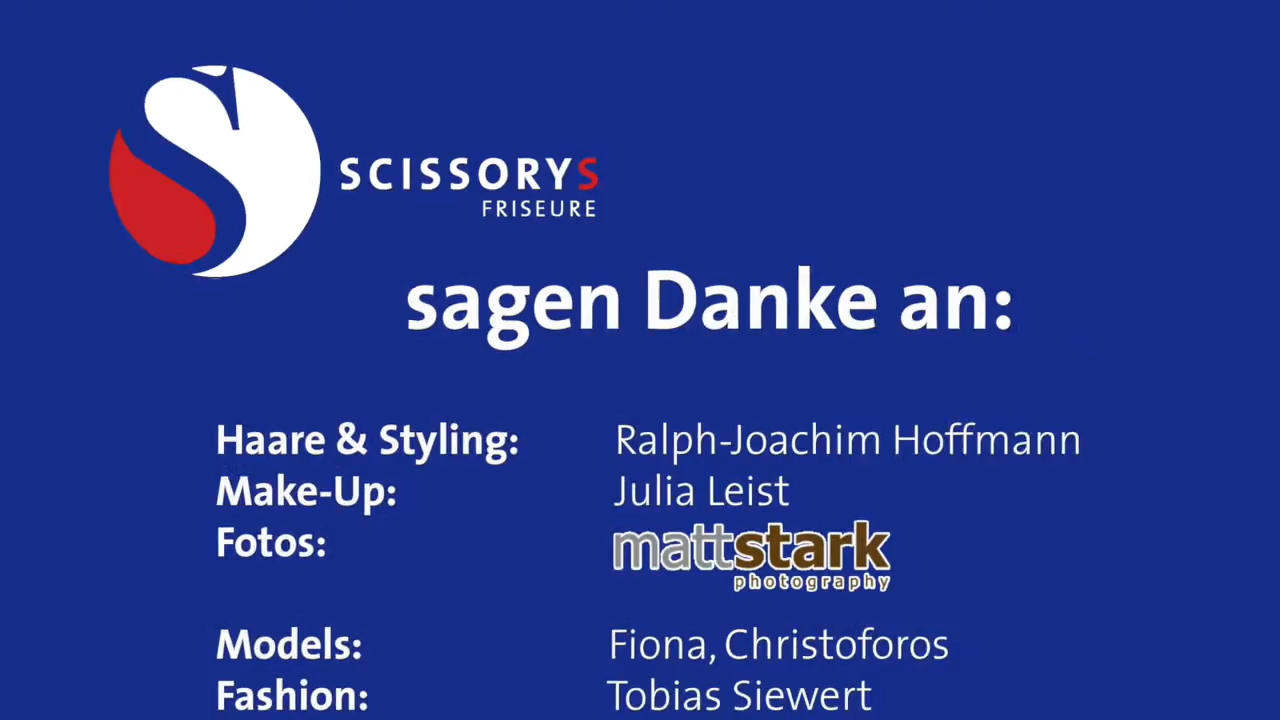 SCISSORYS
FRISEURE
sagen Danke an:
Haare & Styling: Ralph-Joachim Hoffmann
Make-Up: Julia Leist
Fotos: mattstark
photography
Models: Fiona, Christoforos
Fashion: Tobias Siewert